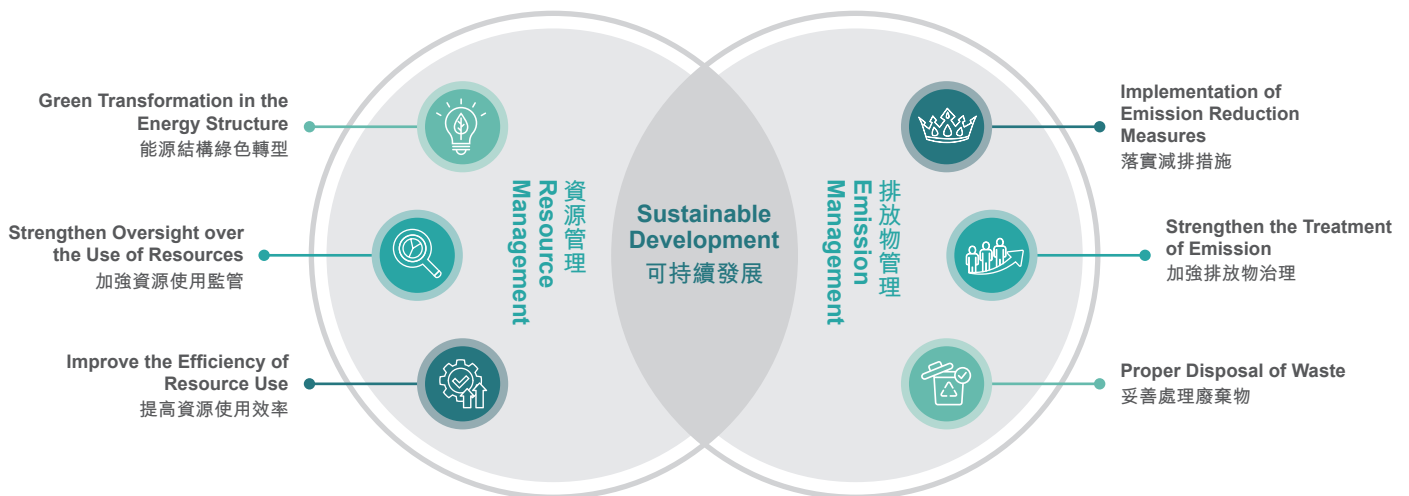 Green Transformation in the
Energy Structure
能源結構綠色轉型
Strengthen Oversight over
the Use of Resources
加強資源使用監管
Improve the Efficiency of
Resource Use
提高資源使用效率
資源管理
Resource
Management
Sustainable
Development
可持續發展
排放物管理
Emission
Management
Implementation of
Emission Reduction
Measures
落實減排措施
Strengthen the Treatment
of Emission
加強排放物治理
Proper Disposal of Waste
妥善處理廢棄物